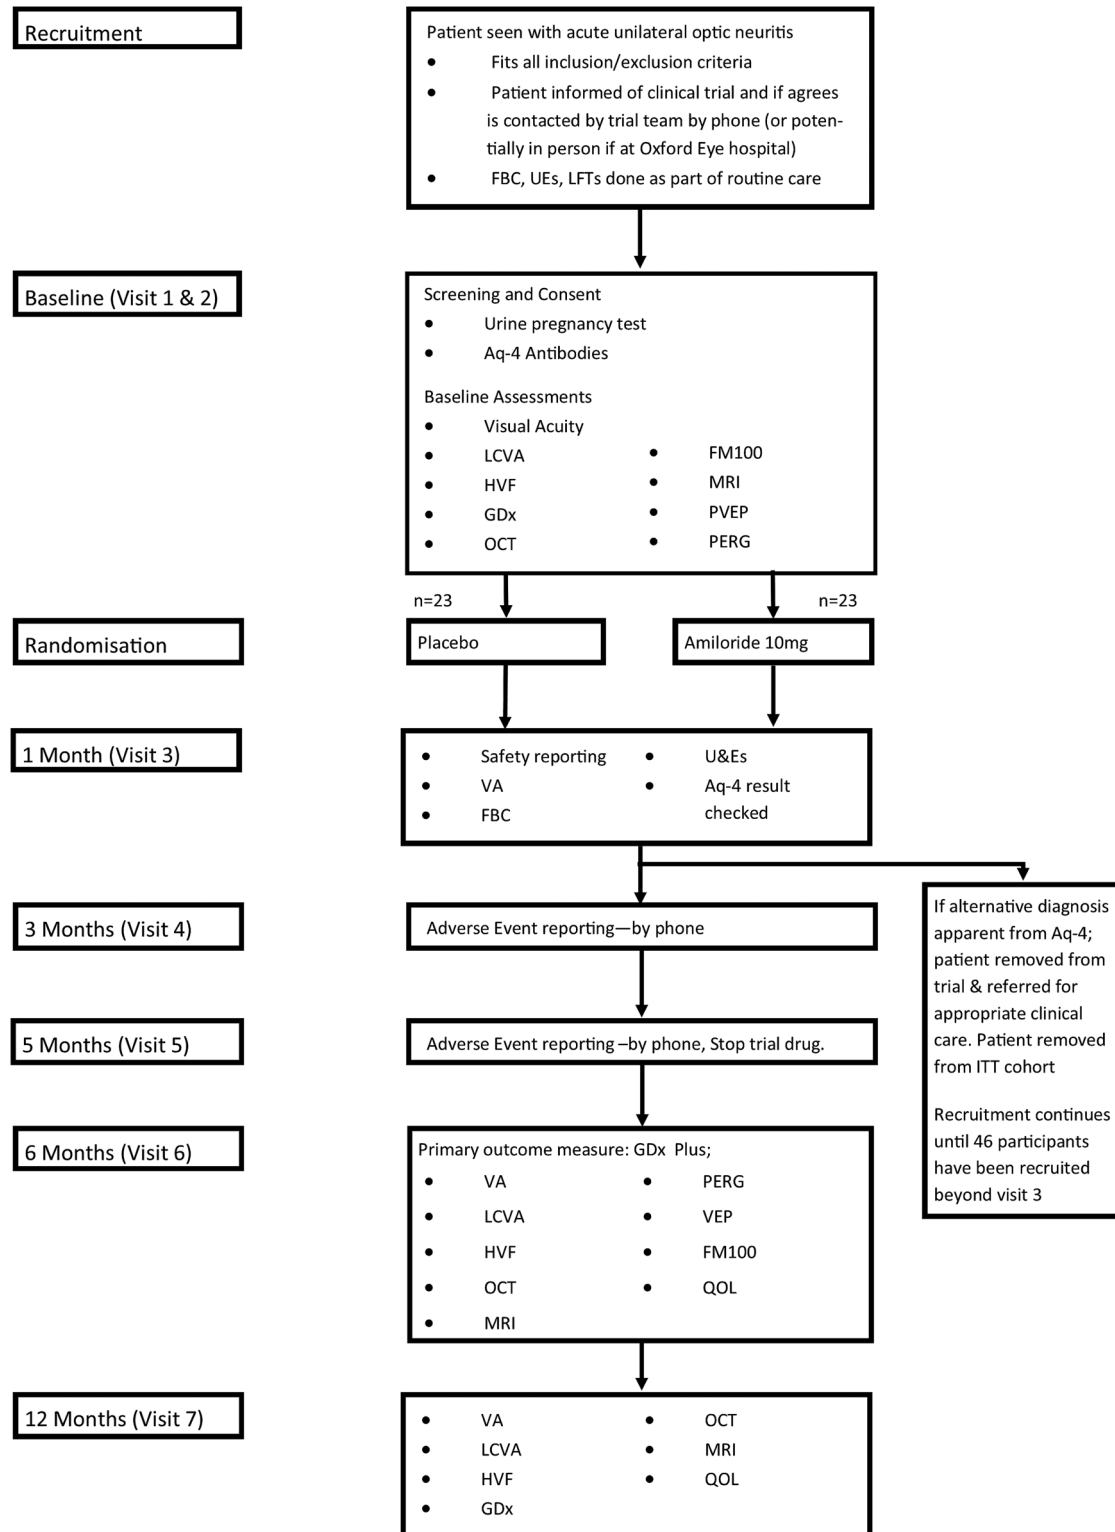 Recruitment
Patient seen with acute unilateral optic neuritis
• Fits all inclusion/exclusion criteria
• Patient informed of clinical trial and if agrees
is contacted by trial team by phone (or poten-
tially in person if at Oxford Eye hospital)
• FBC, UEs, LFTs done as part of routine care
Baseline (Visit 1 & 2)
Screening and Consent
• Urine pregnancy test
• Aq-4 Antibodies
Baseline Assessments
• Visual Acuity
• LCVA
• HVF
• GDx
• OCT
• FM100
• MRI
• PVEP
• PERG
n=23
n=23
Randomisation
Placebo
Amiloride 10mg
1 Month (Visit 3)
• Safety reporting
• VA
• FBC
• U&Es
• Aq-4 result
checked
3 Months (Visit 4)
Adverse Event reporting—by phone
If alternative diagnosis
apparent from Aq-4;
patient removed from
trial & referred for
appropriate clinical
care. Patient removed
from ITT cohort
Recruitment continues
until 46 participants
have been recruited
beyond visit 3
5 Months (Visit 5)
Adverse Event reporting –by phone, Stop trial drug.
6 Months (Visit 6)
Primary outcome measure: GDx Plus;
• VA
• LCVA
• HVF
• OCT
• MRI
• PERG
• VEP
• FM100
• QOL
12 Months (Visit 7)
• VA
• LCVA
• HVF
• GDx
• OCT
• MRI
• QOL